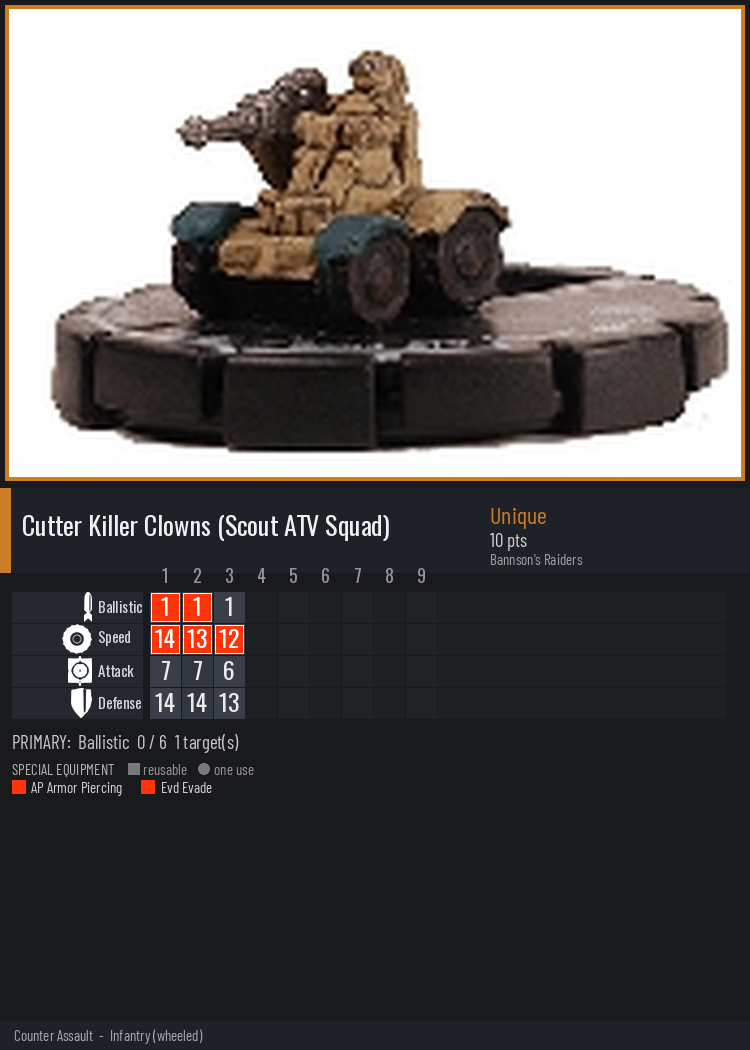 Cutter Killer Clowns (Scout ATV Squad)
Unique
10 pts
Bannson's Raiders
1 2 3 4 5 6 7 8 9
Ballistic 1 1 1
Speed 14 13 12
Attack 7 7 6
Defense 14 14 13
PRIMARY: Ballistic 0 / 6 1 target(s)
SPECIAL EQUIPMENT reusable one use
AP Armor Piercing Evd Evade
Counter Assault - Infantry (wheeled)